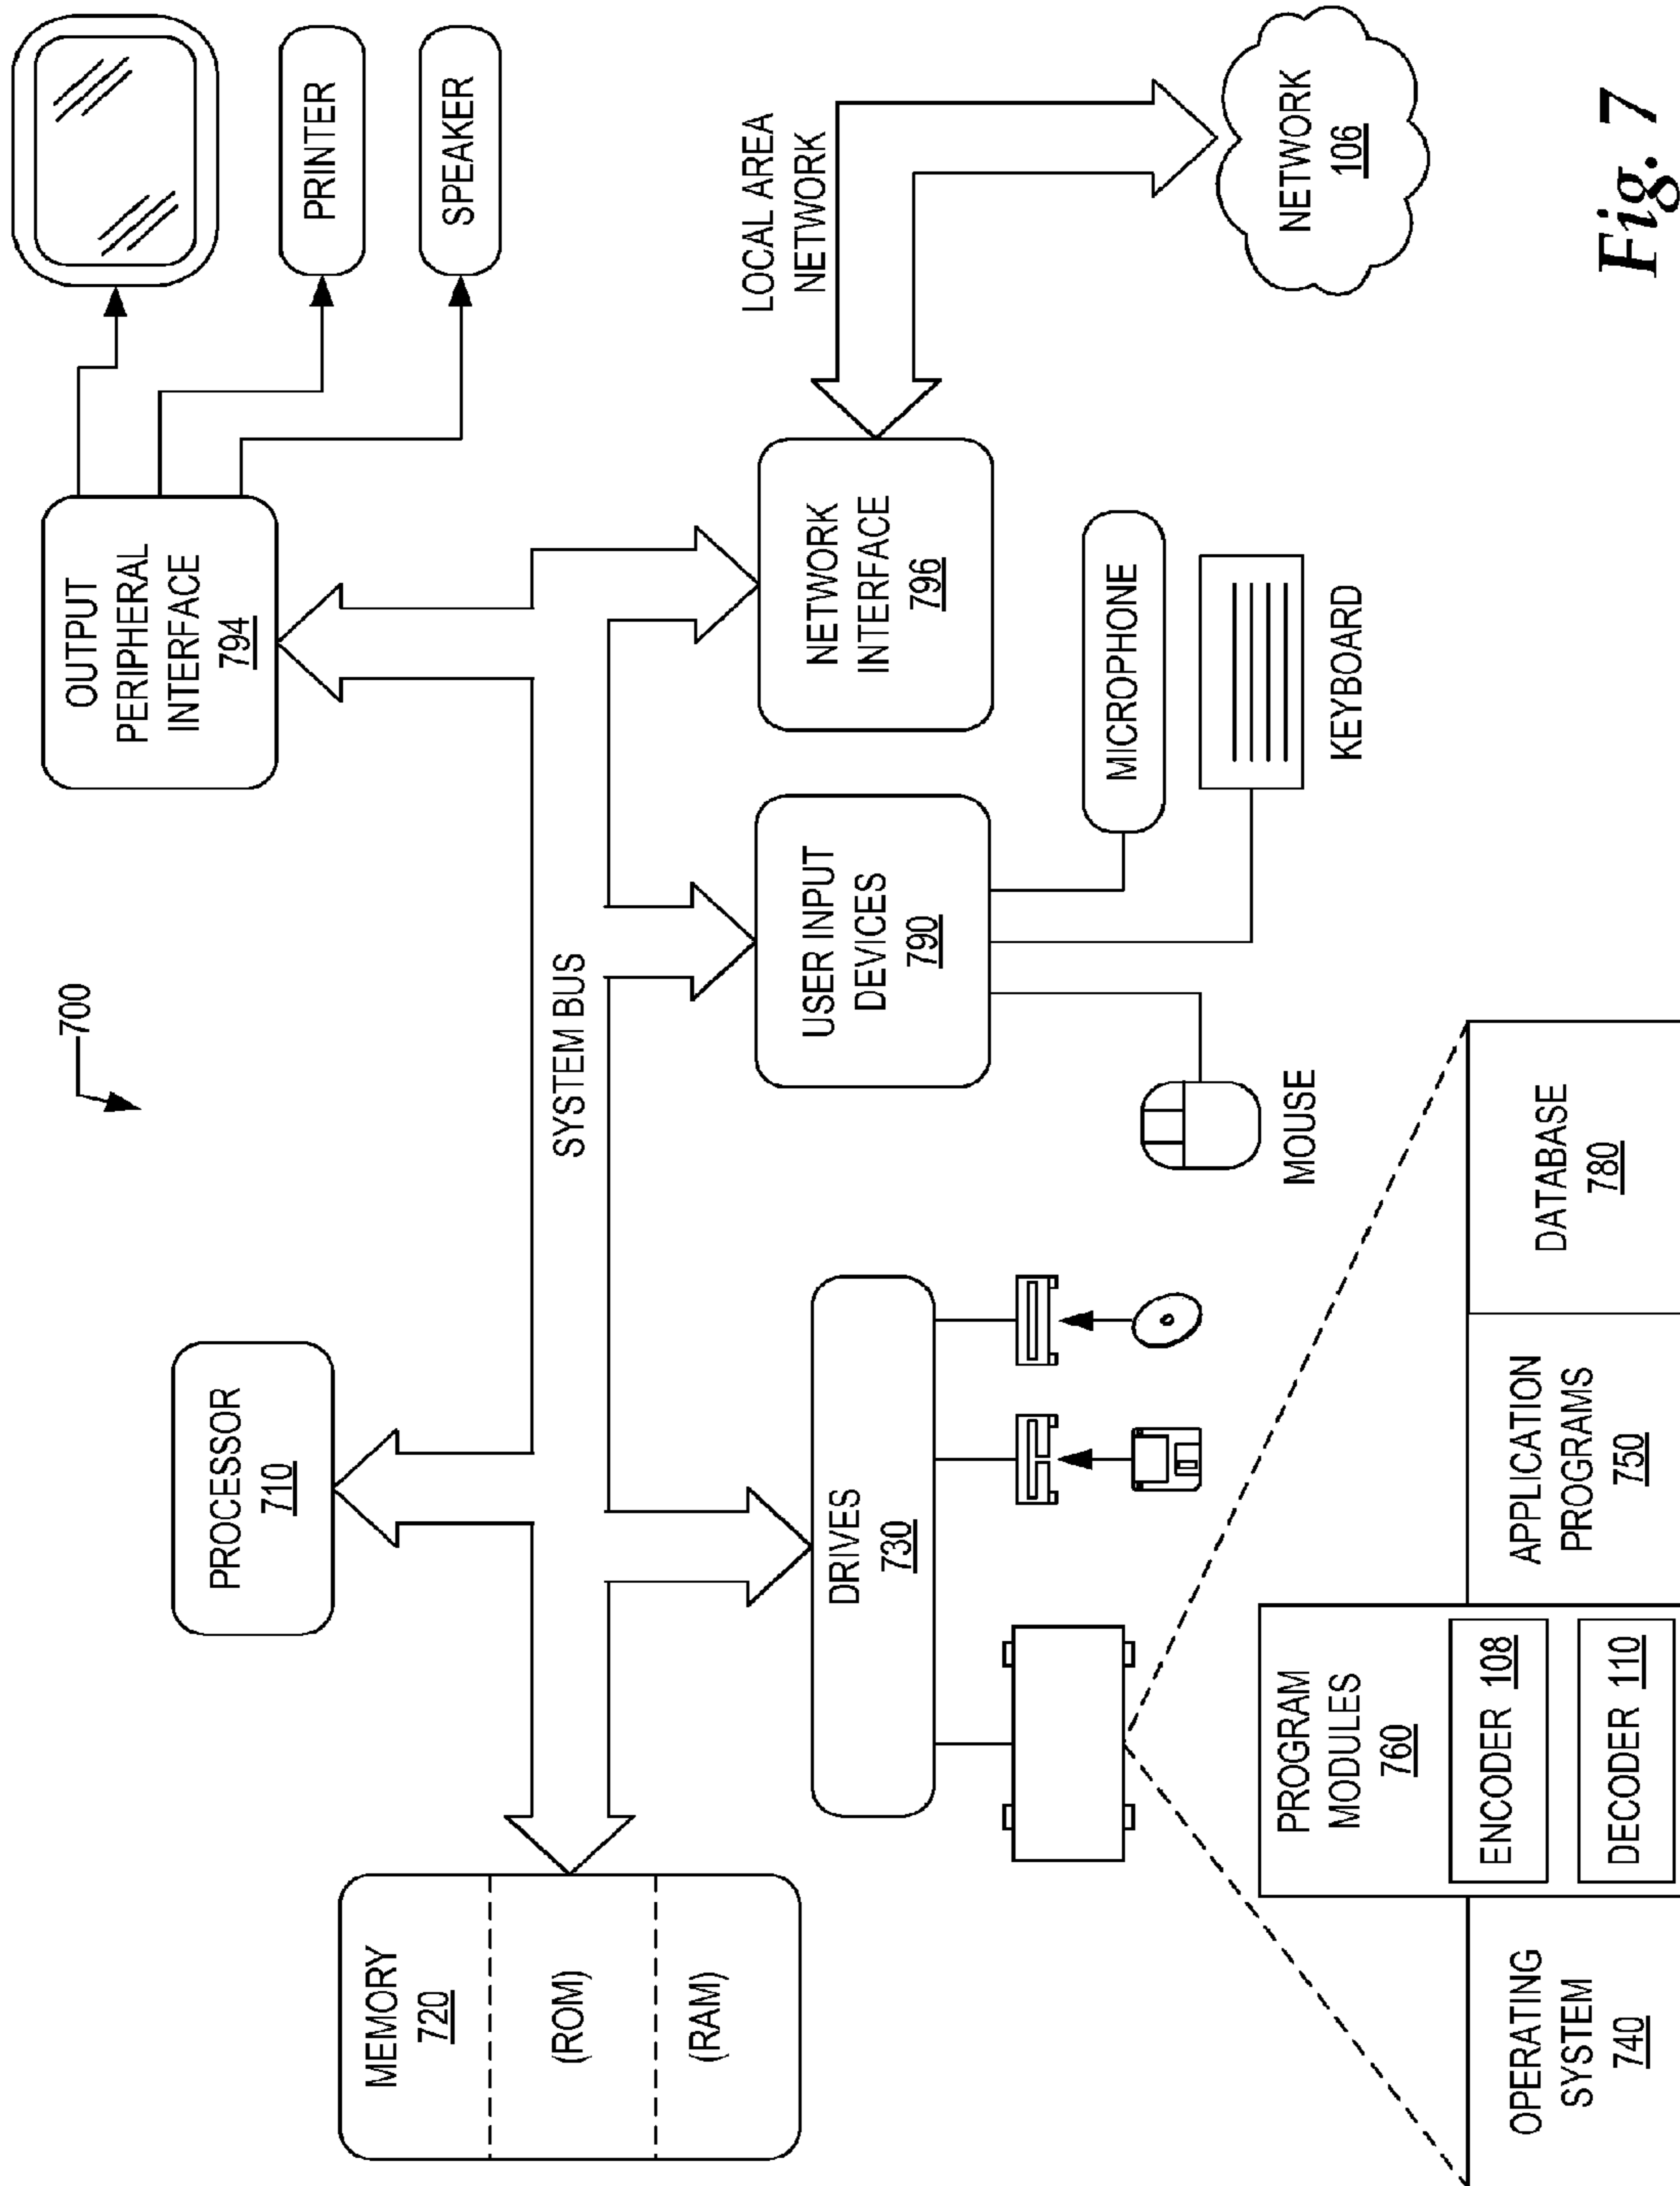 700
PROCESSOR
710
OUTPUT
PERIPHERAL
INTERFACE
794
PRINTER
SPEAKER
MEMORY
720
(ROM)
(RAM)
SYSTEM BUS
DRIVES
730
USER INPUT
DEVICES
790
NETWORK
INTERFACE
796
LOCAL AREA
NETWORK
MICROPHONE
MOUSE
KEYBOARD
NETWORK
106
OPERATING
SYSTEM
740
PROGRAM
MODULES
760
ENCODER 108
DECODER 110
APPLICATION
PROGRAMS
750
DATABASE
780
Fig. 7